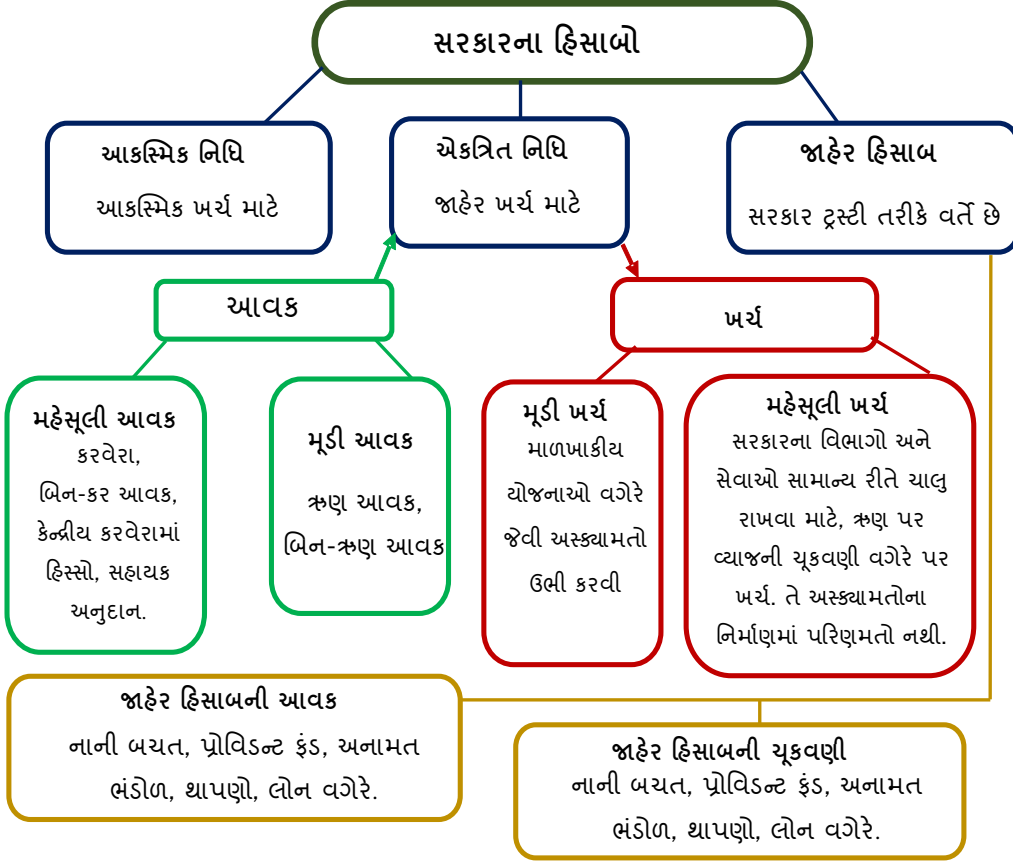 સરકારના હિસાબો
આકસ્મિક નિધિ
આકસ્મિક ખર્ચ માટે
એકત્રિત નિધિ
જાહેર ખર્ચ માટે
જાહેર હિસાબ
સરકાર ટ્રસ્ટી તરીકે વર્તે છે
આવક
ખર્ચ
મહેસૂલી આવક
કરવેરા,
બિન-કર આવક,
કેન્દ્રીય કરવેરામાં
હિસ્સો, સહાયક
અનુદાન.
મૂડી આવક
ઋણ આવક,
બિન-ઋણ આવક
મૂડી ખર્ચ
માળખાકીય
યોજનાઓ વગેરે
જેવી અસ્ક્યામતો
ઉભી કરવી
મહેસૂલી ખર્ચ
સરકારના વિભાગો અને
સેવાઓ સામાન્ય રીતે ચાલુ
રાખવા માટે, ઋણ પર
વ્યાજની ચૂકવણી વગેરે પર
ખર્ચ. તે અસ્ક્યામતોના
નિર્માણમાં પરિણમતો નથી.
જાહેર હિસાબની આવક
નાની બચત, પ્રોવિડન્ટ ફંડ, અનામત
ભંડોળ, થાપણો, લોન વગેરે.
જાહેર હિસાબની ચૂકવણી
નાની બચત, પ્રોવિડન્ટ ફંડ, અનામત
ભંડોળ, થાપણો, લોન વગેરે.